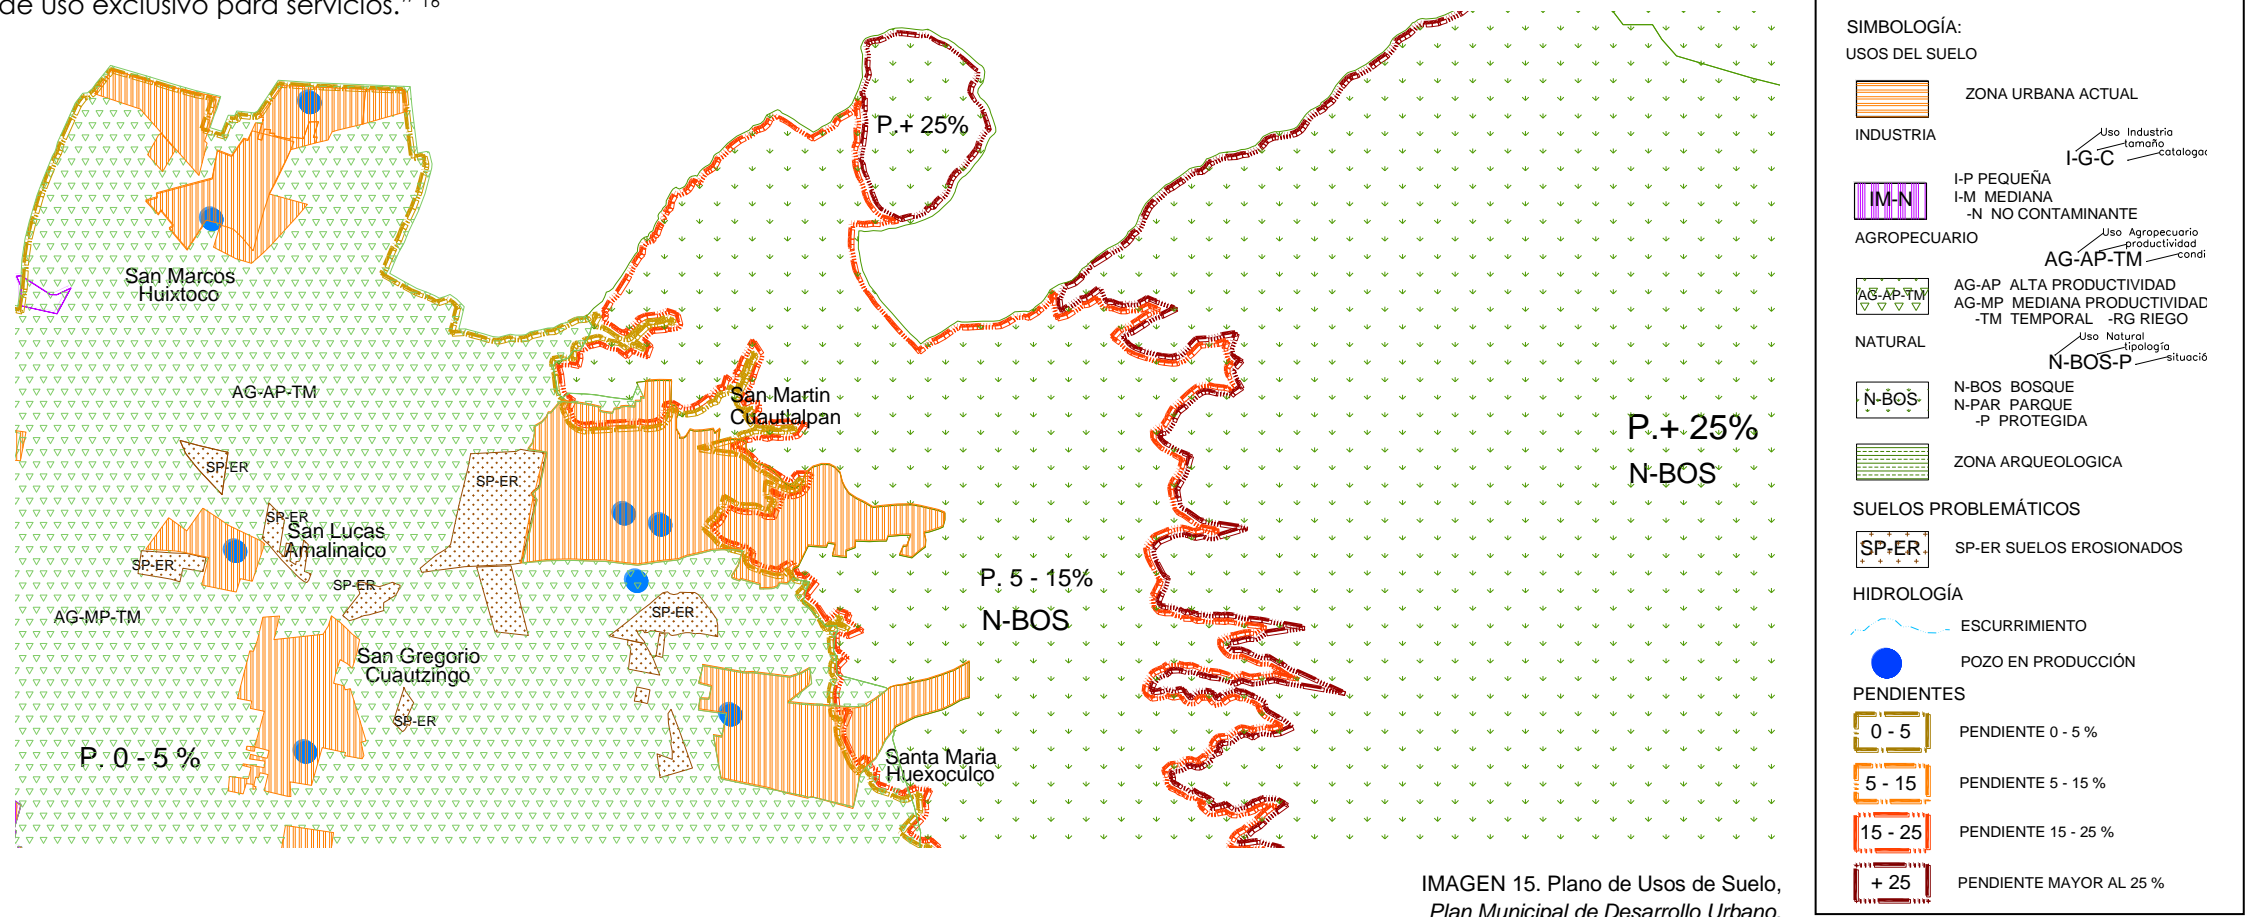 de uso exclusivo para servicios.” 18
P.+ 25%
San Marcos
Huixtoco
AG-AP-TM
San Martin
Cuautlalpan
P.+ 25%
N-BOS
SP-ER
SP-ER
SP-ER
San Lucas
Amalinalco
SP-ER
SP-ER
P. 5 - 15%
N-BOS
AG-MP-TM
SP-ER
San Gregorio
Cuautzingo
SP-ER
P. 0 - 5 %
Santa Maria
Huexoculco
IMAGEN 15. Plano de Usos de Suelo,
Plan Municipal de Desarrollo Urbano.
SIMBOLOGÍA:
USOS DEL SUELO
ZONA URBANA ACTUAL
INDUSTRIA
Uso Industria
tamaño
I-G-C
IM-N
I-P PEQUEÑA
I-M MEDIANA
-N NO CONTAMINANTE
AGROPECUARIO
Uso Agropecuario
productividad
AG-AP-TM
AG-AP-TM
AG-AP ALTA PRODUCTIVIDAD
AG-MP MEDIANA PRODUCTIVIDAD
-TM TEMPORAL -RG RIEGO
NATURAL
Uso Natural
tipología
N-BOS-P
N-BOS
N-BOS BOSQUE
N-PAR PARQUE
-P PROTEGIDA
ZONA ARQUEOLOGICA
SUELOS PROBLEMÁTICOS
SP-ER
SP-ER SUELOS EROSIONADOS
HIDROLOGÍA
ESCURRIMIENTO
POZO EN PRODUCCIÓN
PENDIENTES
0 - 5 PENDIENTE 0 - 5 %
5 - 15 PENDIENTE 5 - 15 %
15 - 25 PENDIENTE 15 - 25 %
+ 25 PENDIENTE MAYOR AL 25 %